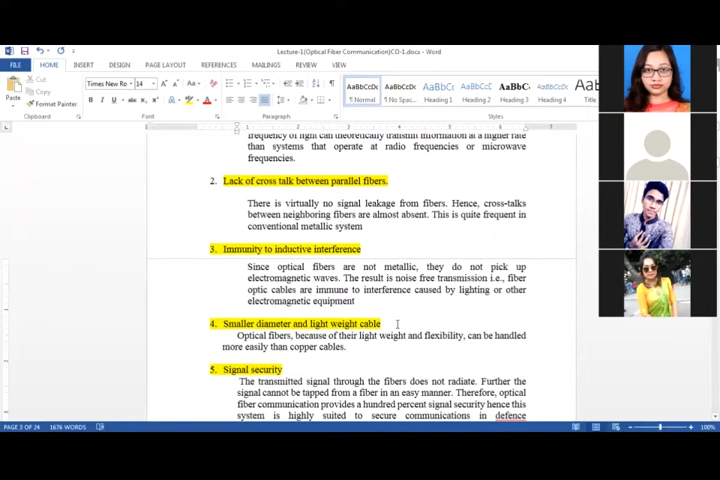 Lecture-1(Optical Fiber Communication)CO-1.docx - Word
FILE HOME INSERT DESIGN PAGE LAYOUT REFERENCES MAILINGS REVIEW VIEW
Cut
Copy
Paste
Format Painter
Times New Ro 14
AaBbCcDc AaBbCcDc AaBbCc AaBbCc AaBbC AaBbCcD
¶ Normal ¶ No Spac... Heading 1 Heading 2 Heading 3 Heading 4 Title
Clipboard Font Paragraph Styles
frequency of light can theoretically transmit information at a higher rate
than systems that operate at radio frequencies or microwave
frequencies.
2. Lack of cross talk between parallel fibers.
There is virtually no signal leakage from fibers. Hence, cross-talks
between neighboring fibers are almost absent. This is quite frequent in
conventional metallic system
3. Immunity to inductive interference
Since optical fibers are not metallic, they do not pick up
electromagnetic waves. The result is noise free transmission i.e., fiber
optic cables are immune to interference caused by lighting or other
electromagnetic equipment
4. Smaller diameter and light weight cable
Optical fibers, because of their light weight and flexibility, can be handled
more easily than copper cables.
5. Signal security
The transmitted signal through the fibers does not radiate. Further the
signal cannot be tapped from a fiber in an easy manner. Therefore, optical
fiber communication provides a hundred percent signal security hence this
system is highly suited to secure communications in defence
PAGE 3 OF 24 1676 WORDS
100%